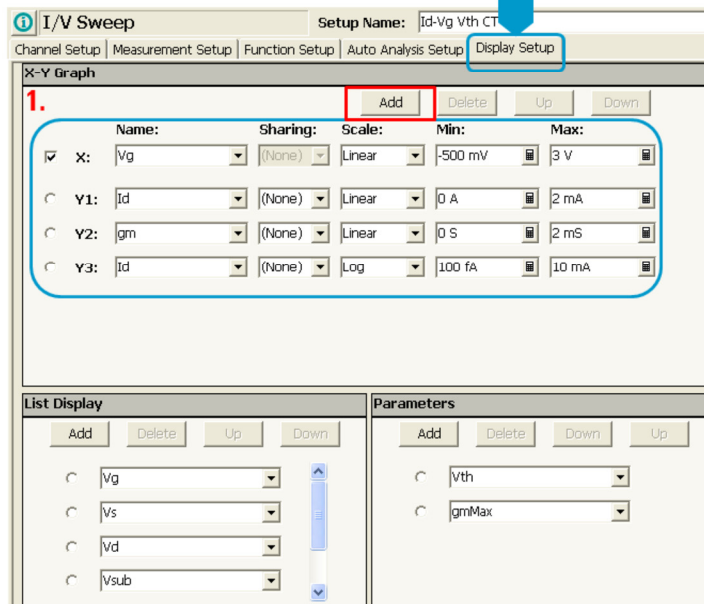 I/V Sweep Setup Name: Id-Vg Vth CT
Channel Setup Measurement Setup Function Setup Auto Analysis Setup Display Setup
X-Y Graph
1. Add Delete Up Down
Name: Sharing: Scale: Min: Max:
X: Vg (None) Linear -500 mV 3 V
Y1: Id (None) Linear 0 A 2 mA
Y2: gm (None) Linear 0 S 2 mS
Y3: Id (None) Log 100 fA 10 mA
List Display
Add Delete Up Down
Vg
Vs
Vd
Vsub
Parameters
Add Delete Down Up
Vth
gmMax